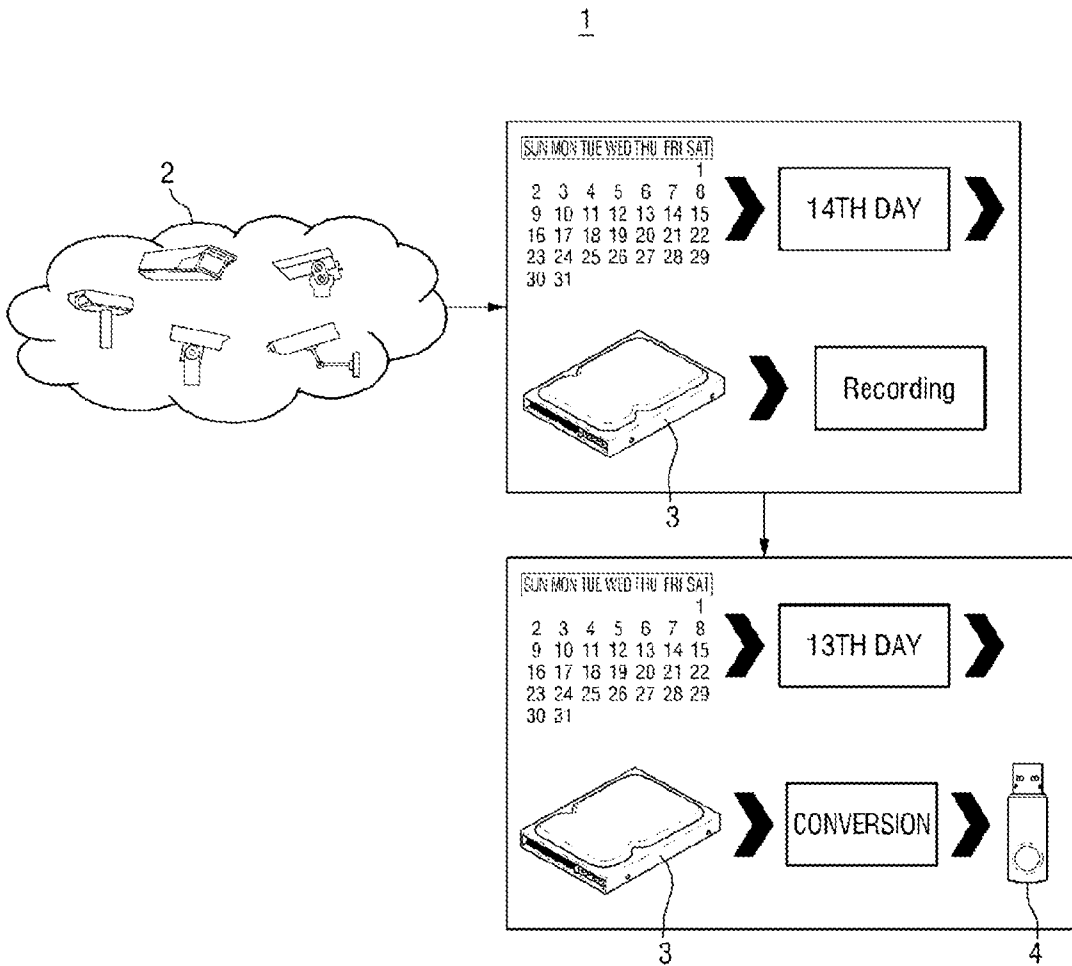 1
2
SUN MON TUE WED THU FRI SAT
1
2 3 4 5 6 7 8
9 10 11 12 13 14 15
16 17 18 19 20 21 22
23 24 25 26 27 28 29
30 31
14TH DAY
Recording
3
SUN MON TUE WED THU FRI SAT
1
2 3 4 5 6 7 8
9 10 11 12 13 14 15
16 17 18 19 20 21 22
23 24 25 26 27 28 29
30 31
13TH DAY
CONVERSION
3
4